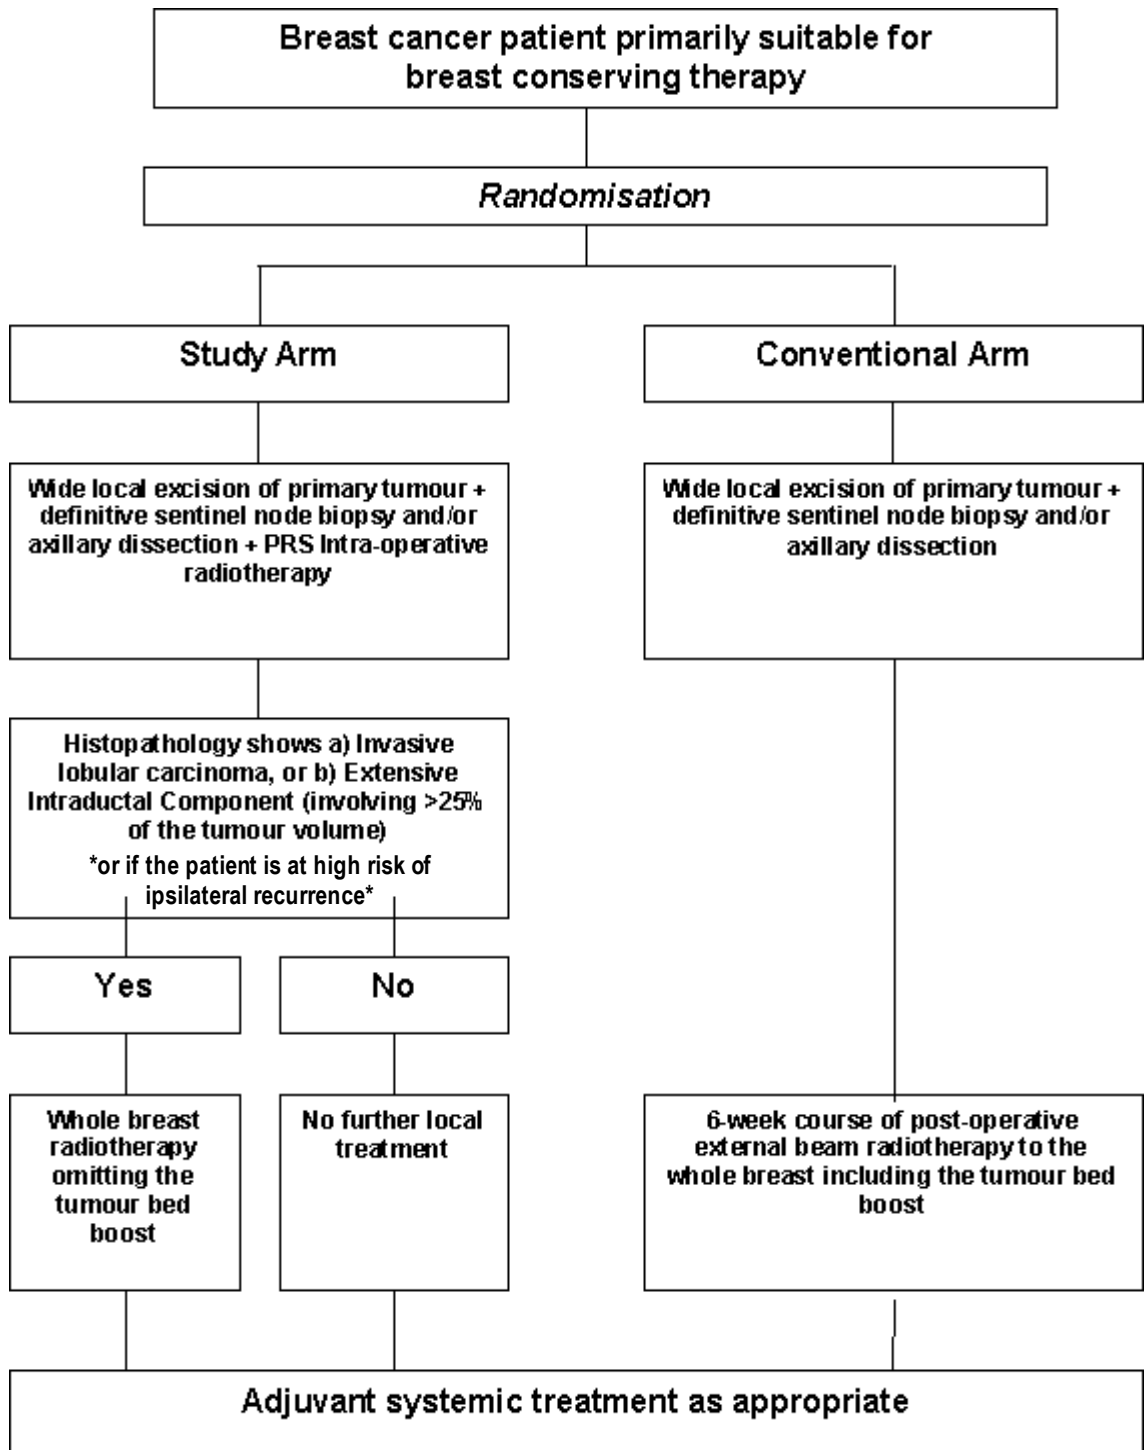 Breast cancer patient primarily suitable for
breast conserving therapy
Randomisation
Study Arm
Conventional Arm
Wide local excision of primary tumour +
definitive sentinel node biopsy and/or
axillary dissection + PRS Intra-operative
radiotherapy
Wide local excision of primary tumour +
definitive sentinel node biopsy and/or
axillary dissection
Histopathology shows a) Invasive
lobular carcinoma, or b) Extensive
Intraductal Component (involving >25%
of the tumour volume)
*or if the patient is at high risk of
ipsilateral recurrence*
Yes
No
Whole breast
radiotherapy
omitting the
tumour bed
boost
No further local
treatment
6-week course of post-operative
external beam radiotherapy to the
whole breast including the tumour bed
boost
Adjuvant systemic treatment as appropriate